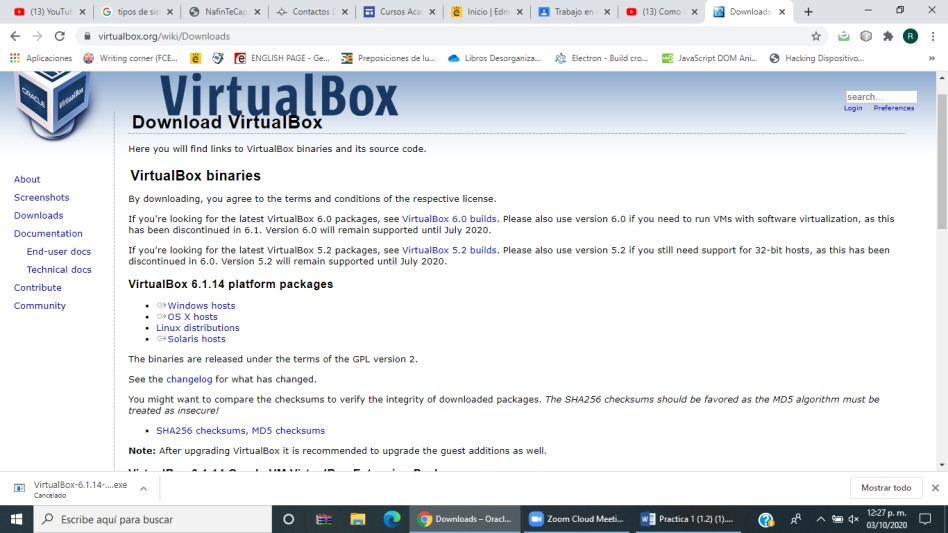 (13) YouTu
tipos de sis
NafinTeCap
Contactos
Cursos Aca
Inicio | Edm
Trabajo en
(13) Como
Downloads
virtualbox.org/wiki/Downloads
R
Aplicaciones
Writing corner (FCE...
ENGLISH PAGE - Ge...
Preposiciones de lu...
Libros Desorganiza...
Electron - Build cro...
JavaScript DOM Ani...
Hacking Dispositivo...
»
ORACLE
VirtualBox
VirtualBox
search...
Login Preferences
About
Screenshots
Downloads
Documentation
End-user docs
Technical docs
Contribute
Community
Download VirtualBox
Here you will find links to VirtualBox binaries and its source code.
VirtualBox binaries
By downloading, you agree to the terms and conditions of the respective license.
If you're looking for the latest VirtualBox 6.0 packages, see VirtualBox 6.0 builds. Please also use version 6.0 if you need to run VMs with software virtualization, as this
has been discontinued in 6.1. Version 6.0 will remain supported until July 2020.
If you're looking for the latest VirtualBox 5.2 packages, see VirtualBox 5.2 builds. Please also use version 5.2 if you still need support for 32-bit hosts, as this has been
discontinued in 6.0. Version 5.2 will remain supported until July 2020.
VirtualBox 6.1.14 platform packages
Windows hosts
OS X hosts
Linux distributions
Solaris hosts
The binaries are released under the terms of the GPL version 2.
See the changelog for what has changed.
You might want to compare the checksums to verify the integrity of downloaded packages. The SHA256 checksums should be favored as the MD5 algorithm must be
treated as insecure!
SHA256 checksums, MD5 checksums
Note: After upgrading VirtualBox it is recommended to upgrade the guest additions as well.
VirtualBox 6.1.14 Oracle VM VirtualBox Extension Pack
VirtualBox-6.1.14-....exe
Cancelado
Mostrar todo
Escribe aquí para buscar
Downloads – Oracl...
Zoom Cloud Meeti...
Practica 1 (1.2) (1)....
12:27 p. m.
03/10/2020